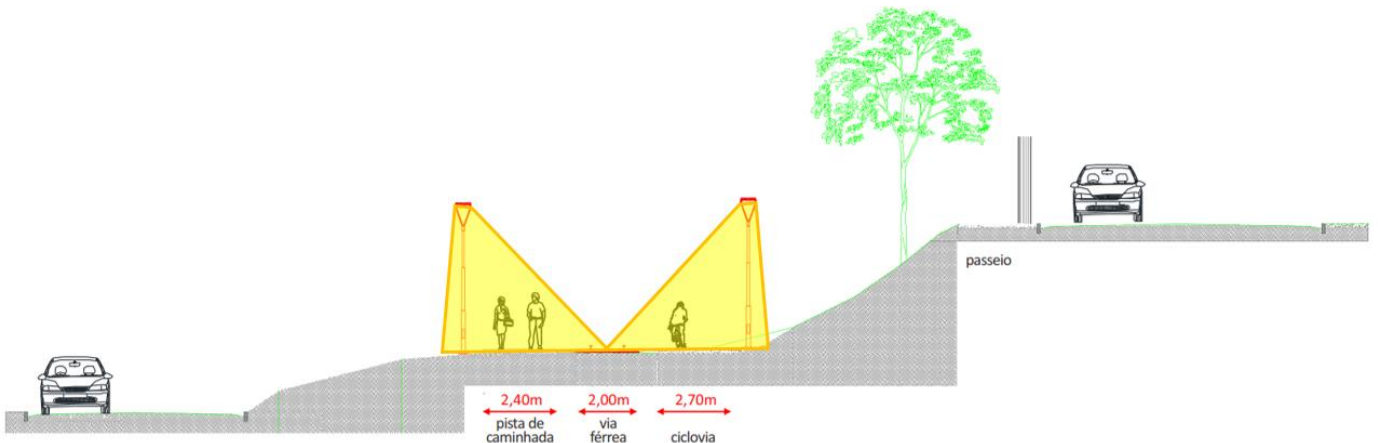 passeio
2,40m
pista de
caminhada
2,00m
via
férrea
2,70m
ciclovia